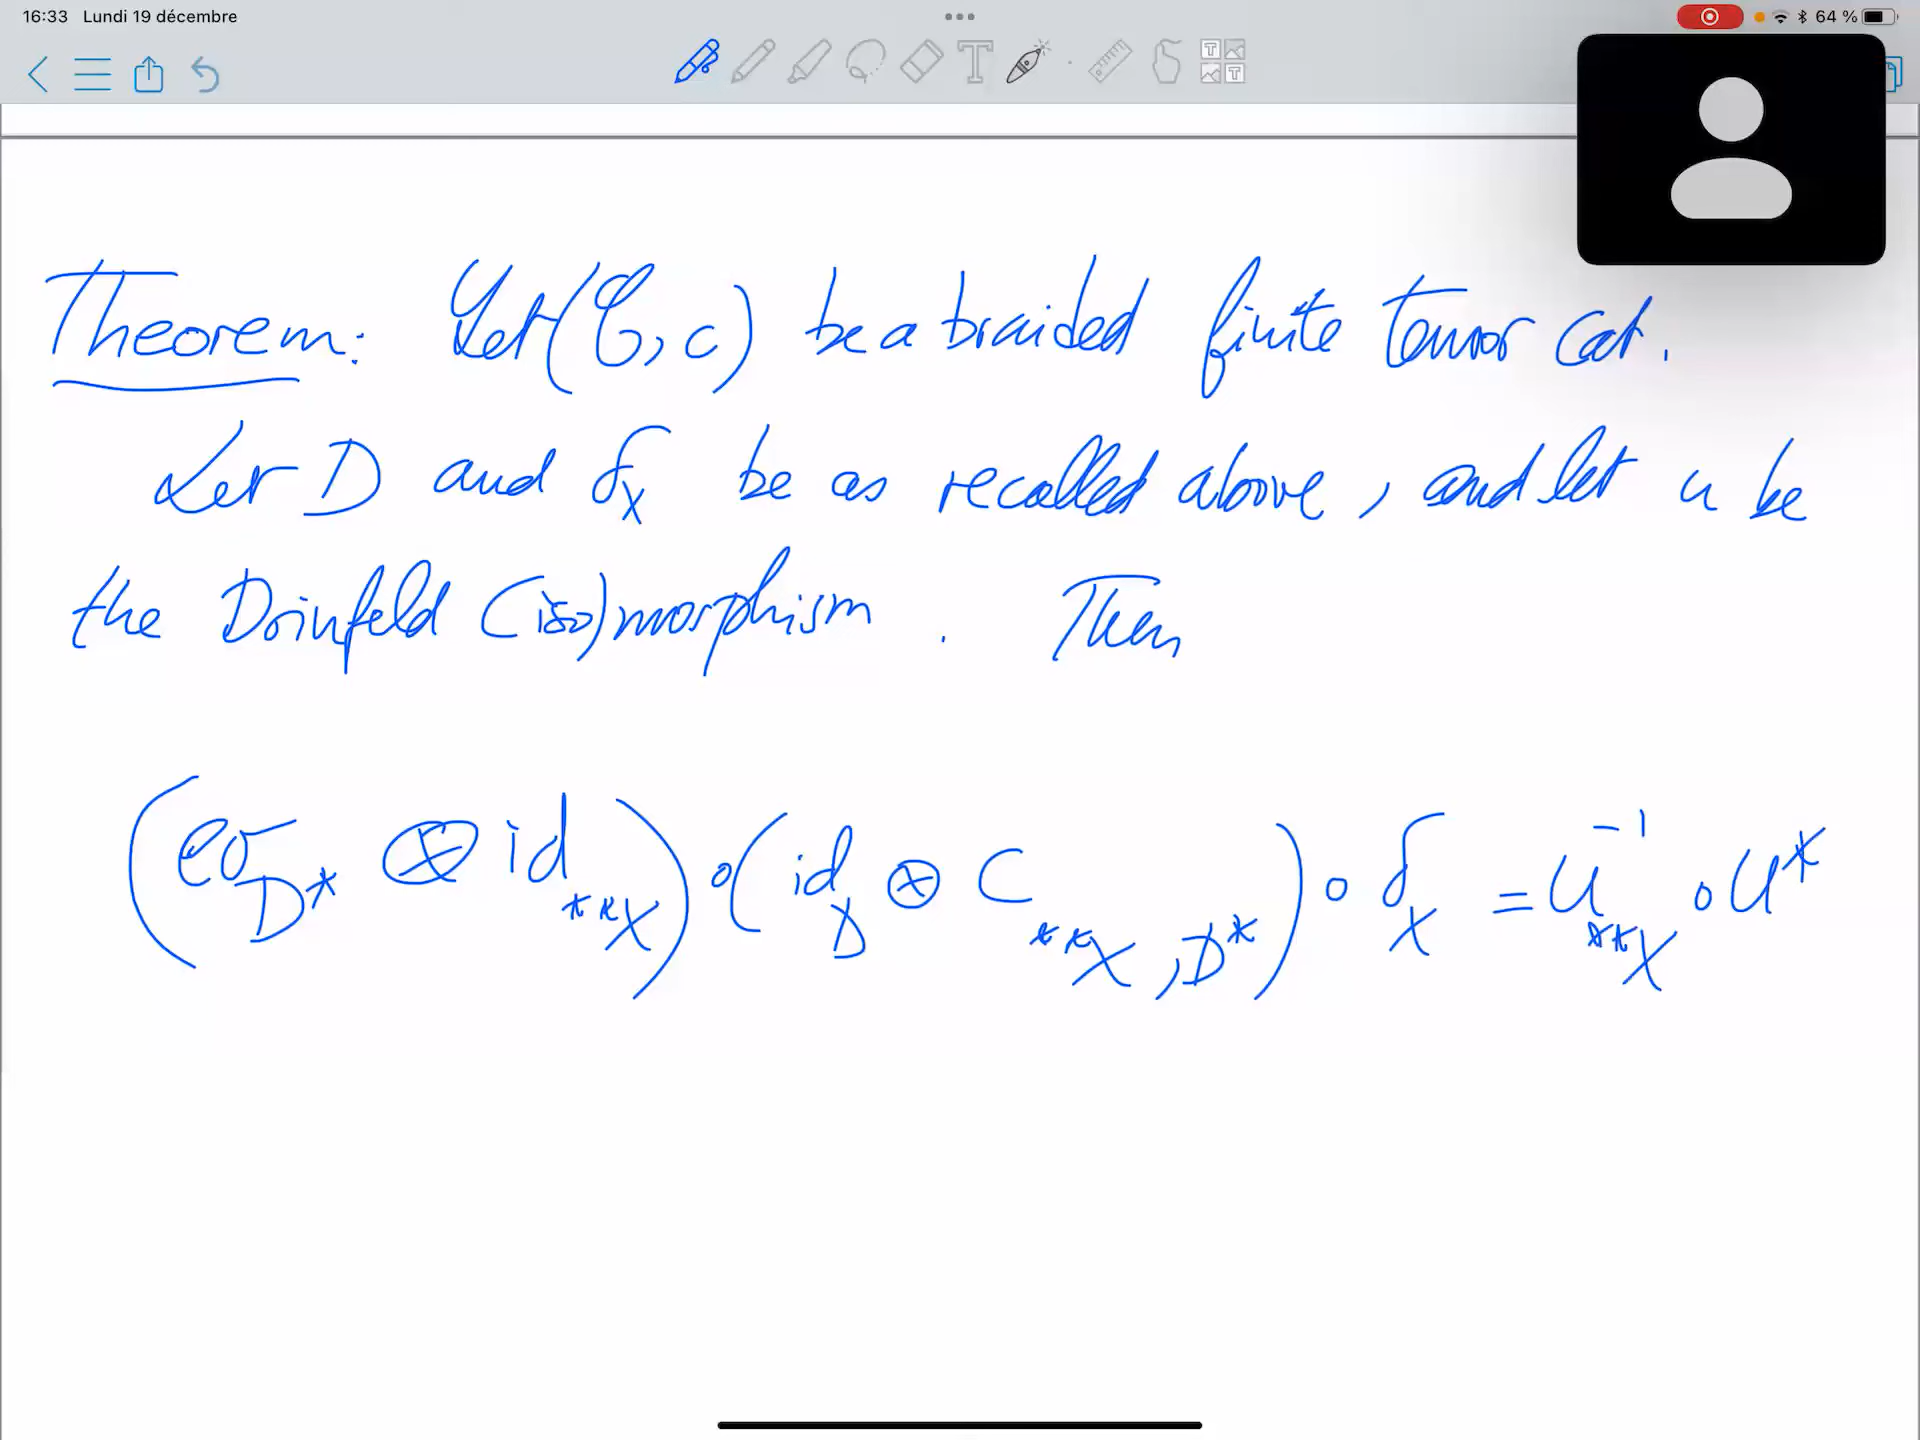 16:33 Lundi 19 décembre
64 %
Theorem: Let (C, c) be a braided finite tensor cat.
Let D and δ_X be as recalled above, and let u be
the Drinfeld (iso)morphism. Then
(ev_{D*} ⊗ id_{**X}) ∘ (id_D ⊗ C_{**X, D*}) ∘ δ_X = U^{-1}_{**X} ∘ U*